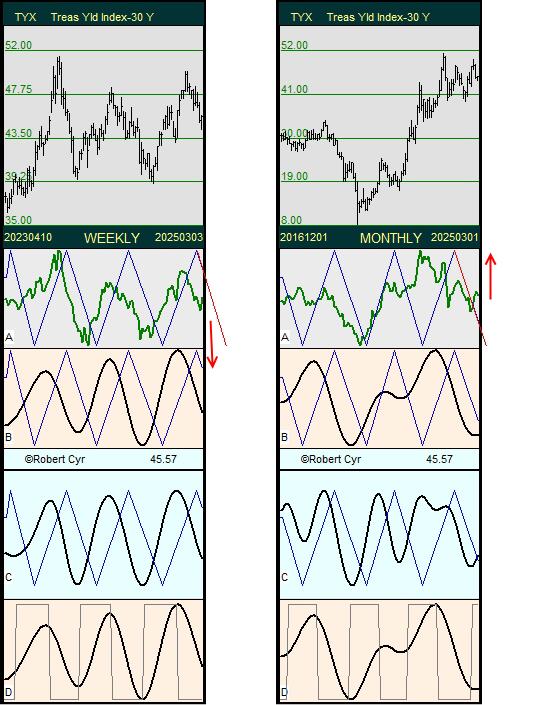 TYX Treas Yld Index-30 Y
52.00
47.75
43.50
39.25
35.00
20230410 WEEKLY 20250303
A
B
©Robert Cyr 45.57
C
D
TYX Treas Yld Index-30 Y
52.00
41.00
30.00
19.00
8.00
20161201 MONTHLY 20250301
A
B
©Robert Cyr 45.57
C
D